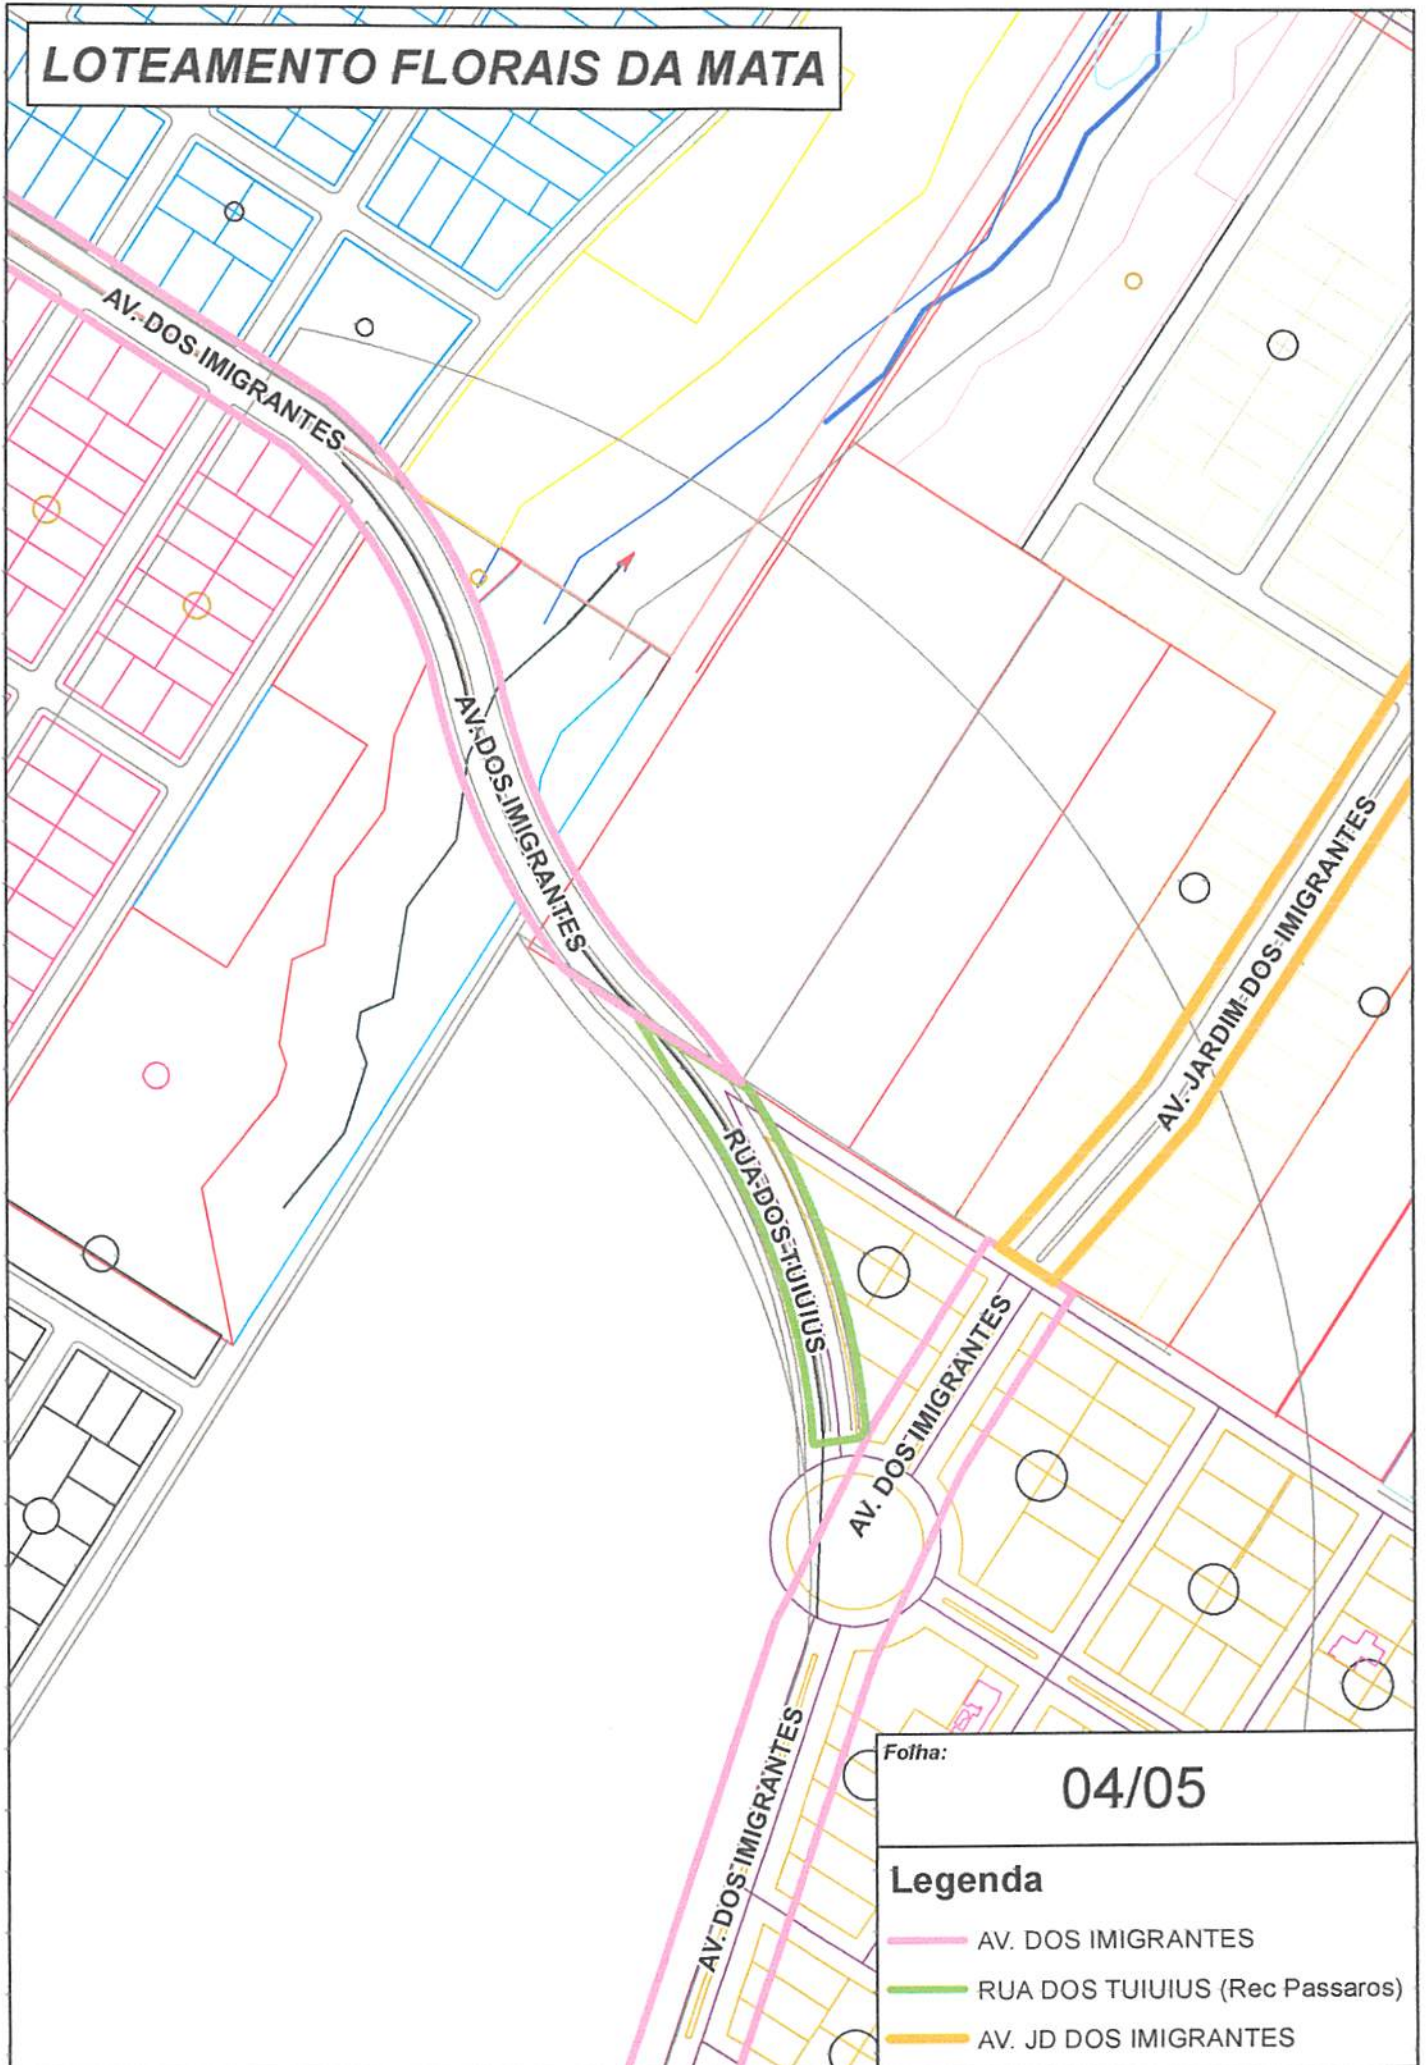 LOTEAMENTO FLORAIS DA MATA
AV. DOS IMIGRANTES
AV. DOS IMIGRANTES
AV. JARDIM DOS IMIGRANTES
RUA DOS TUIUIUS
AV. DOS IMIGRANTES
AV. DOS IMIGRANTES
Folha:
04/05
Legenda
AV. DOS IMIGRANTES
RUA DOS TUIUIUS (Rec Passaros)
AV. JD DOS IMIGRANTES